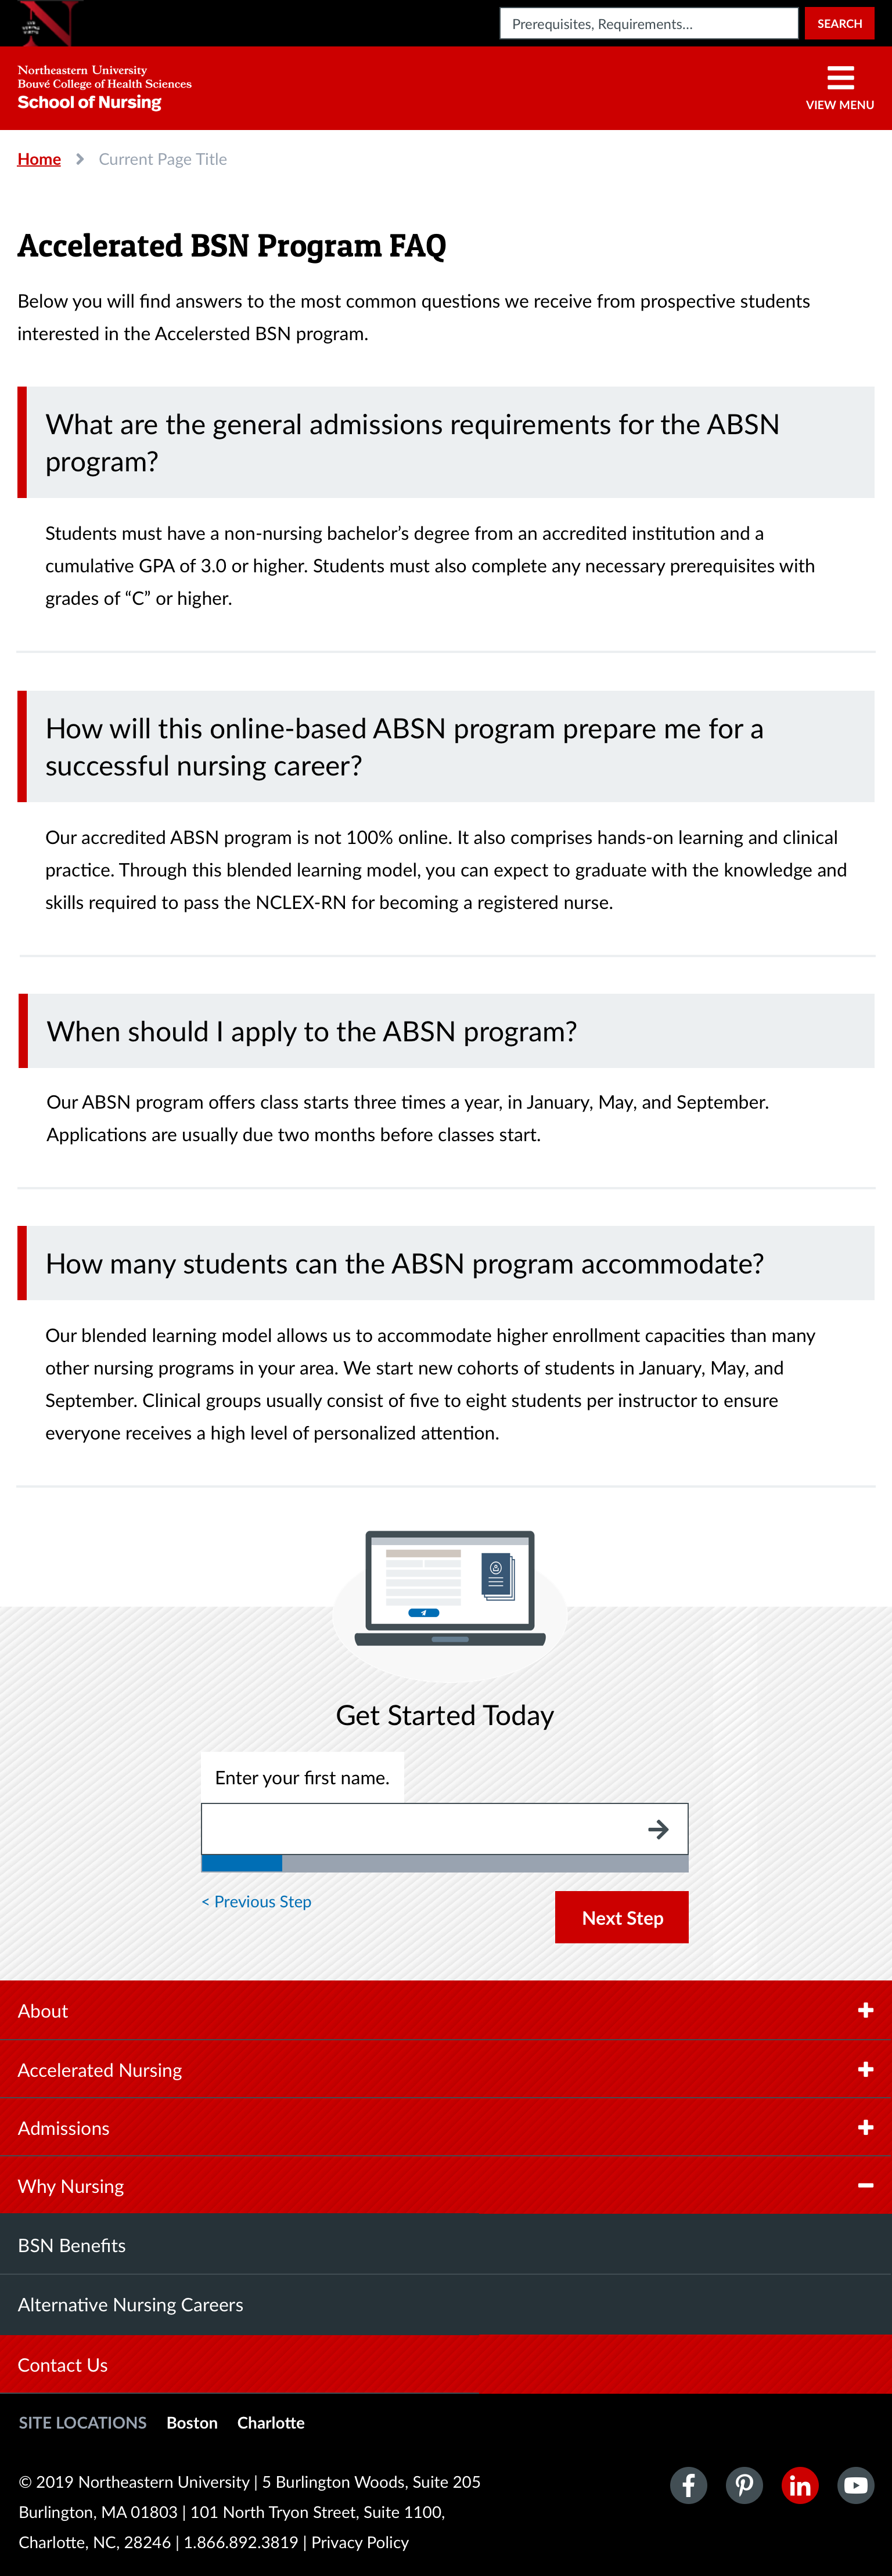 Prerequisites, Requirements...
SEARCH
Northeastern University
Bouvé College of Health Sciences
School of Nursing
VIEW MENU
Home
Current Page Title
Accelerated BSN Program FAQ
Below you will find answers to the most common questions we receive from prospective students
interested in the Accelersted BSN program.
What are the general admissions requirements for the ABSN
program?
Students must have a non-nursing bachelor’s degree from an accredited institution and a
cumulative GPA of 3.0 or higher. Students must also complete any necessary prerequisites with
grades of “C” or higher.
How will this online-based ABSN program prepare me for a
successful nursing career?
Our accredited ABSN program is not 100% online. It also comprises hands-on learning and clinical
practice. Through this blended learning model, you can expect to graduate with the knowledge and
skills required to pass the NCLEX-RN for becoming a registered nurse.
When should I apply to the ABSN program?
Our ABSN program offers class starts three times a year, in January, May, and September.
Applications are usually due two months before classes start.
How many students can the ABSN program accommodate?
Our blended learning model allows us to accommodate higher enrollment capacities than many
other nursing programs in your area. We start new cohorts of students in January, May, and
September. Clinical groups usually consist of five to eight students per instructor to ensure
everyone receives a high level of personalized attention.
Get Started Today
Enter your first name.
< Previous Step
Next Step
About
Accelerated Nursing
Admissions
Why Nursing
BSN Benefits
Alternative Nursing Careers
Contact Us
SITE LOCATIONS Boston Charlotte
© 2019 Northeastern University | 5 Burlington Woods, Suite 205
Burlington, MA 01803 | 101 North Tryon Street, Suite 1100,
Charlotte, NC, 28246 | 1.866.892.3819 | Privacy Policy